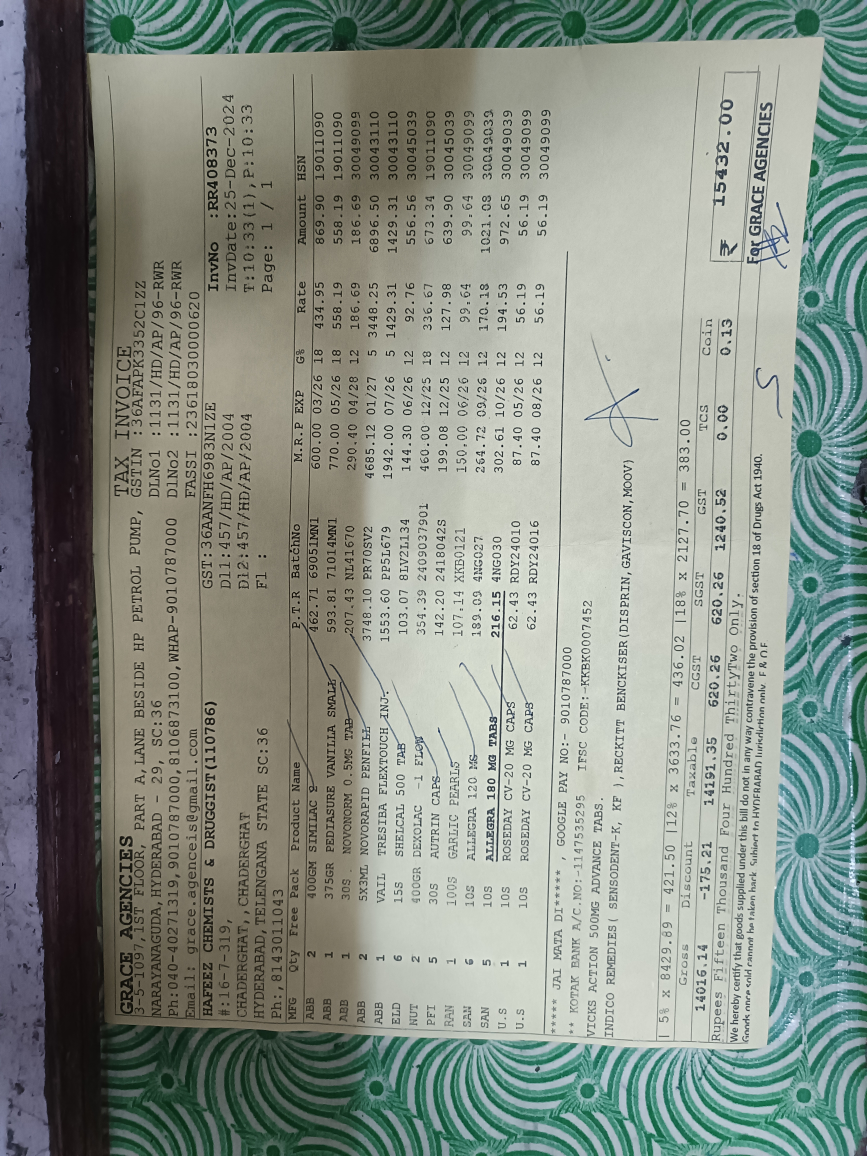 GRACE AGENCIES
TAX INVOICE
3-5-1097,1ST FLOOR, PART A,LANE BESIDE HP PETROL PUMP, GSTIN :36AFAPK3352C1ZZ
NARAYANAGUDA,HYDERABAD - 29, SC:36 DLNo1 :1131/HD/AP/96-RWR
Ph:040-40271319,9010787000,8106873100,WHAP-9010787000 DLNo2 :1131/HD/AP/96-RWR
Email: grace.agenceis@gmail.com FASSI :23618030000620
HAFEEZ CHEMISTS & DRUGGIST(110786) GST:36AANFH6983N1ZE InvNo :RR408373
#:16-7-319, Dl1:457/HD/AP/2004 InvDate:25-Dec-2024
CHADERGHAT,,CHADERGHAT Dl2:457/HD/AP/2004 T:10:33(1),P:10:33
HYDERABAD,TELENGANA STATE SC:36 Fl : Page: 1 / 1
Ph:,8143011043
MFG Qty Free Pack Product Name P.T.R BatchNo M.R.P EXP G% Rate Amount HSN
ABB 2 400GM SIMILAC 462.71 69051MN1 600.00 03/26 18 434.95 869.90 19011090
ABB 1 375GR PEDIASURE VANILLA SMALL 593.81 71014MN1 770.00 05/26 18 558.19 558.19 19011090
ABB 1 30S NOVONORM 0.5MG TAB 207.43 NL41670 290.40 04/28 12 186.69 186.69 30049099
ABB 2 5X3ML NOVORAPID PENFILL 3748.10 PR70SV2 4685.12 01/27 5 3448.25 6896.50 30043110
ABB 1 VAIL TRESIBA FLEXTOUCH INJ. 1553.60 PP5L679 1942.00 07/26 5 1429.31 1429.31 30043110
ELD 6 15S SHELCAL 500 TAB 103.07 8LV2L134 144.30 06/26 12 92.76 556.56 30045039
NUT 2 400GR DEXOLAC -1 FLOW 354.39 2409037901 460.00 12/25 18 336.67 673.34 19011090
PFI 5 30S AUTRIN CAPS 142.20 2418042S 199.08 12/25 12 127.98 639.90 30045039
RAN 1 100S GARLIC PEARLS 107.14 XKB0121 150.00 06/26 12 99.64 99.64 30049099
SAN 6 10S ALLEGRA 120 MG 189.09 4NG027 264.72 09/26 12 170.18 1021.08 30049039
SAN 5 10S ALLEGRA 180 MG TABS 216.15 4NG030 302.61 10/26 12 194.53 972.65 30049039
U.S 1 10S ROSEDAY CV-20 MG CAPS 62.43 RDY24010 87.40 05/26 12 56.19 56.19 30049099
U.S 1 10S ROSEDAY CV-20 MG CAPS 62.43 RDY24016 87.40 08/26 12 56.19 56.19 30049099
***** JAI MATA DI***** , GOOGLE PAY NO:- 9010787000
** KOTAK BANK A/C.NO:-1147535295 IFSC CODE:-KKBK0007452
VICKS ACTION 500MG ADVANCE TABS.
INDICO REMEDIES( SENSODENT-K, KF ),RECKITT BENCKISER(DISPRIN,GAVISCON,MOOV)
| 5% x 8429.89 = 421.50 |12% x 3633.76 = 436.02 |18% x 2127.70 = 383.00
Gross Discount Taxable CGST SGST GST TCS Coin
14016.14 -175.21 14191.35 620.26 620.26 1240.52 0.00 0.13 ₹ 15432.00
Rupees Fifteen Thousand Four Hundred ThirtyTwo Only.
We hereby certify that goods supplied under this bill do not in any way contravene the provision of section 18 of Drugs Act 1940.
For GRACE AGENCIES
Goods once sold cannot be taken back Subject to HYDERABAD Jurisdiction only. E & O E